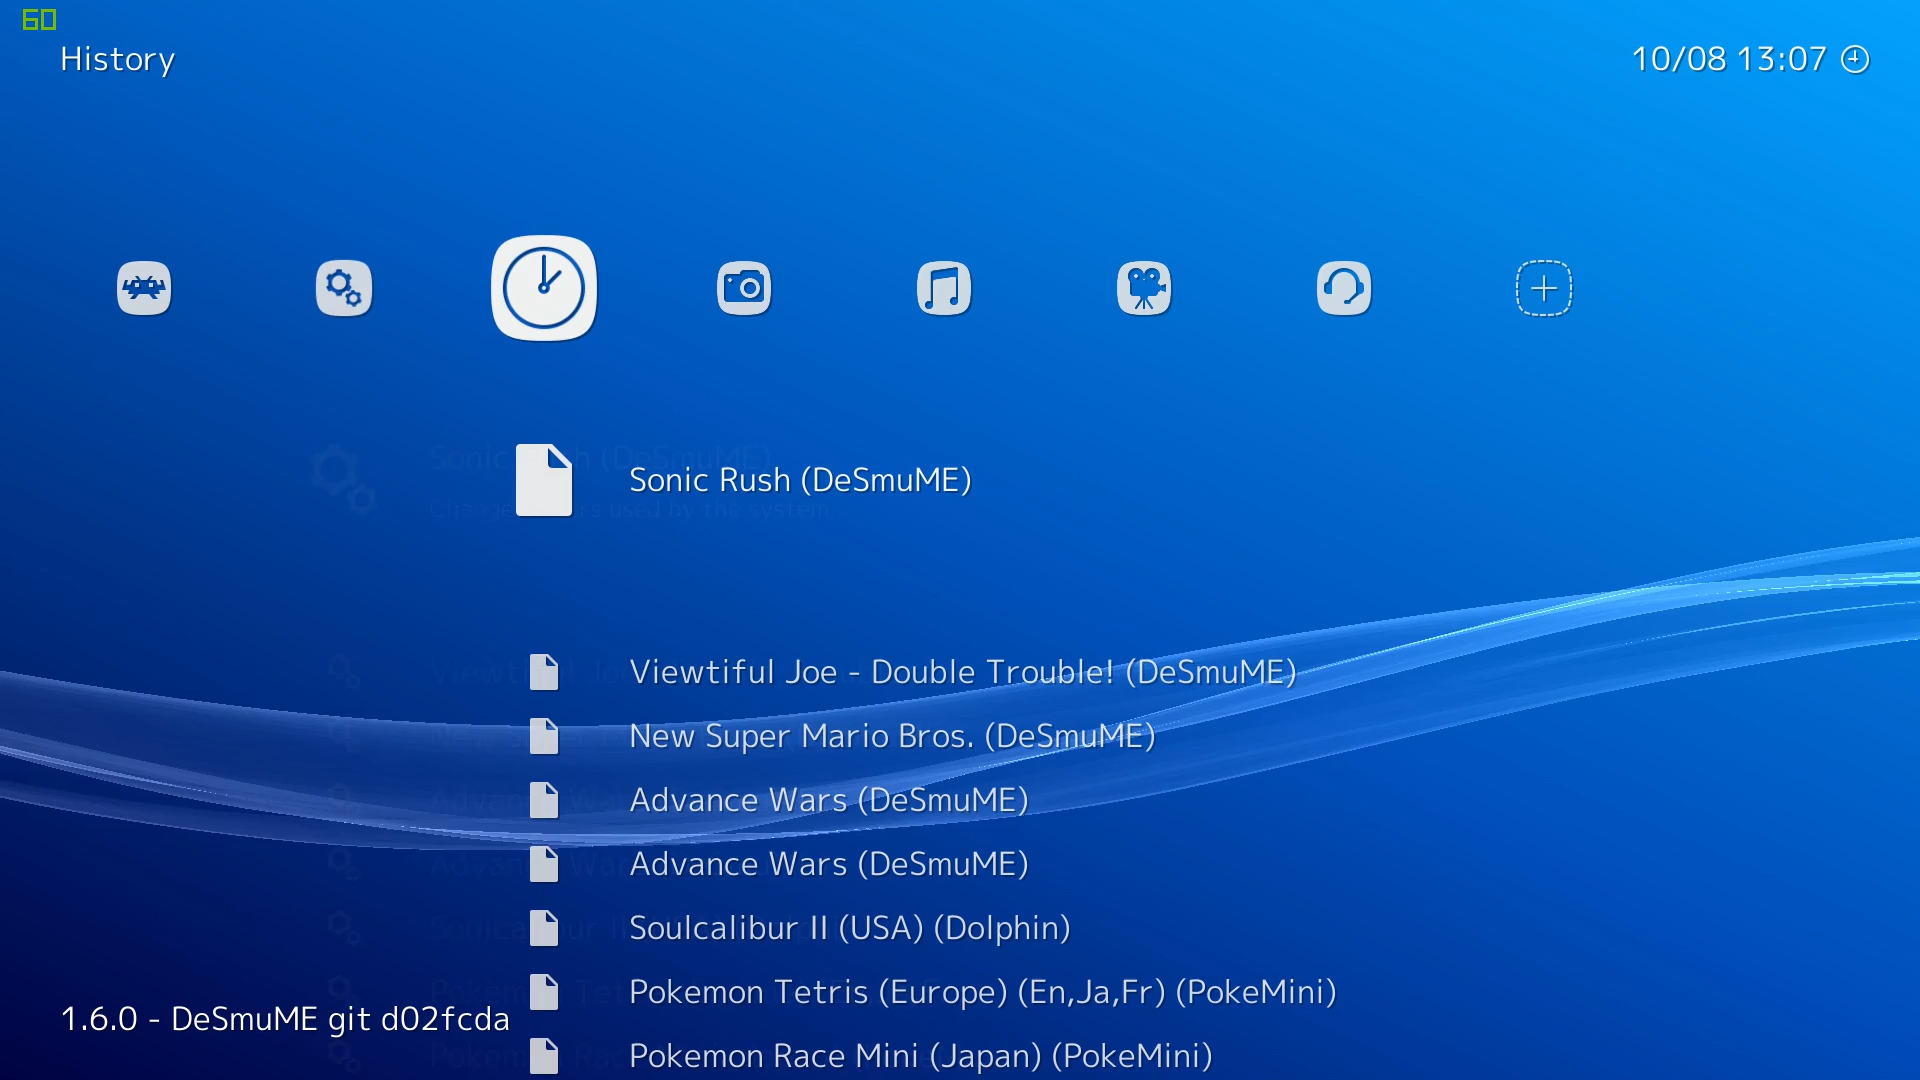 60
History
10/08 13:07
Sonic Rush (DeSmuME)
Viewtiful Joe - Double Trouble! (DeSmuME)
New Super Mario Bros. (DeSmuME)
Advance Wars (DeSmuME)
Advance Wars (DeSmuME)
Soulcalibur II (USA) (Dolphin)
Pokemon Tetris (Europe) (En,Ja,Fr) (PokeMini)
1.6.0 - DeSmuME git d02fcda
Pokemon Race Mini (Japan) (PokeMini)